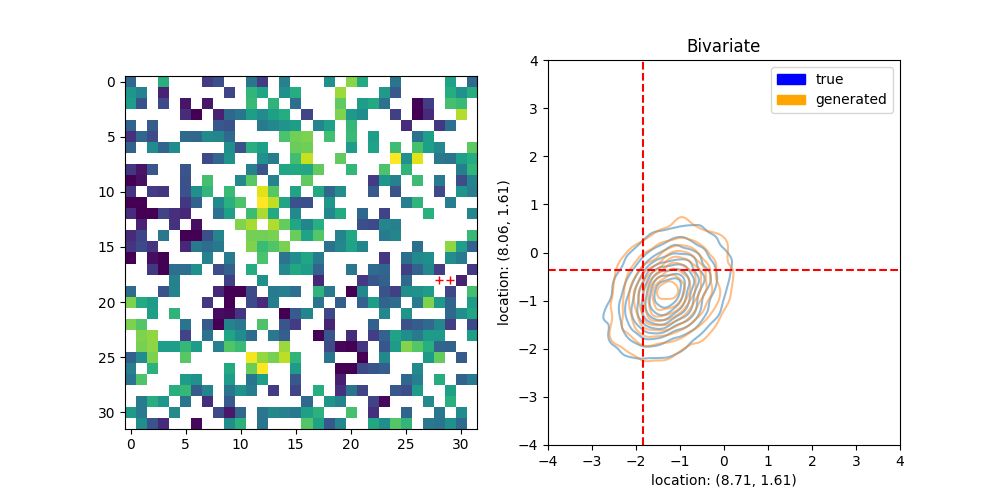 Bivariate
true
generated
0
5
10
15
20
25
30
0 5 10 15 20 25 30
4
3
2
1
0
−1
−2
−3
−4
−4 −3 −2 −1 0 1 2 3 4
location: (8.06, 1.61)
location: (8.71, 1.61)